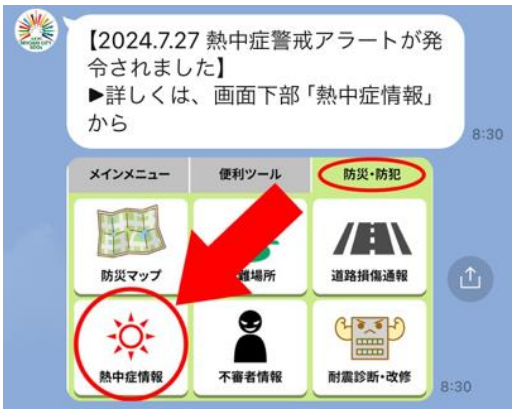 【2024.7.27 熱中症警戒アラートが発
令されました】
▶詳しくは、画面下部「熱中症情報」
から
8:30
メインメニュー
便利ツール
防災・防犯
防災マップ
難場所
道路損傷通報
熱中症情報
不審者情報
耐震診断・改修
8:30